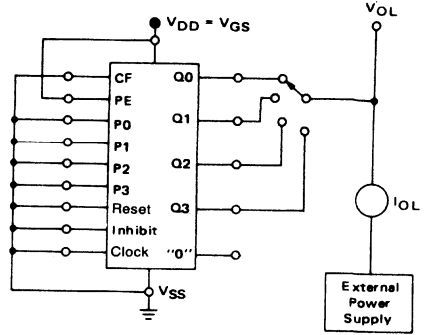 VDD = VGS
VOL
CF
Q0
PE
P0
Q1
P1
P2
Q2
P3
Q3
Reset
Inhibit
Clock
"0"
VSS
IOL
External
Power
Supply